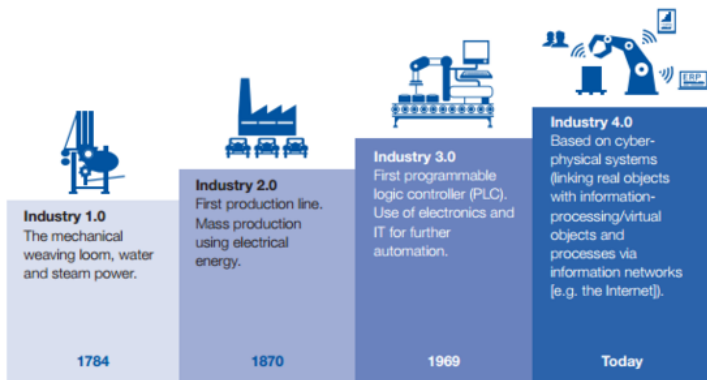 ERP
Industry 1.0
The mechanical
weaving loom, water
and steam power.
1784
Industry 2.0
First production line.
Mass production
using electrical
energy.
1870
Industry 3.0
First programmable
logic controller (PLC).
Use of electronics and
IT for further
automation.
1969
Industry 4.0
Based on cyber-
physical systems
(linking real objects
with information-
processing/virtual
objects and
processes via
information networks
[e.g. the Internet]).
Today